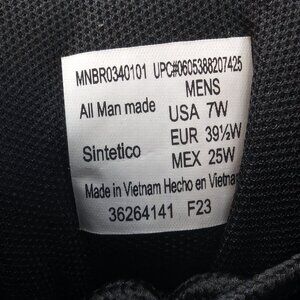 MNBR0340101 UPC#0605388207425
MENS
All Man made USA 7W
EUR 39½W
Sintetico MEX 25W
Made in Vietnam Hecho en Vietnam
36264141 F23